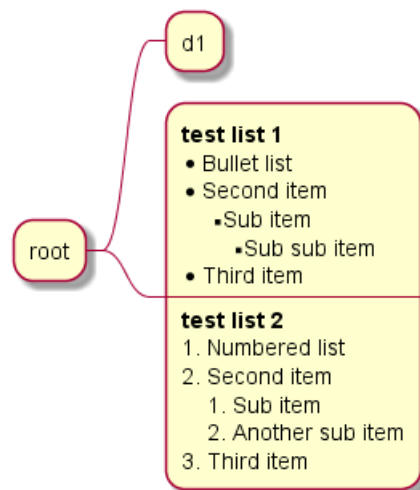 d1
root
test list 1
• Bullet list
• Second item
▪Sub item
▪Sub sub item
• Third item
test list 2
1. Numbered list
2. Second item
1. Sub item
2. Another sub item
3. Third item